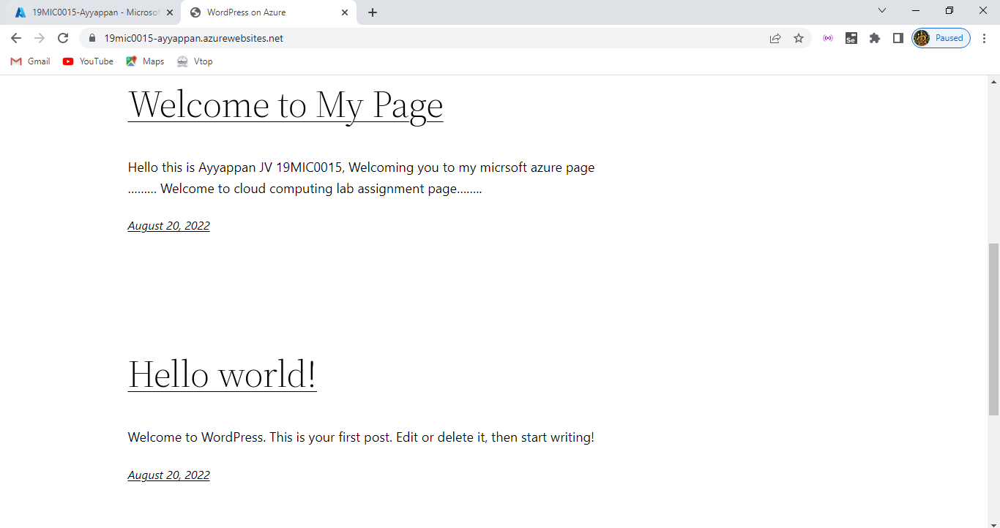 19MIC0015-Ayyappan - Microsof
WordPress on Azure
19mic0015-ayyappan.azurewebsites.net
Se
Paused
Gmail
YouTube
Maps
Vtop
Welcome to My Page
Hello this is Ayyappan JV 19MIC0015, Welcoming you to my micrsoft azure page
……… Welcome to cloud computing lab assignment page……..
August 20, 2022
Hello world!
Welcome to WordPress. This is your first post. Edit or delete it, then start writing!
August 20, 2022